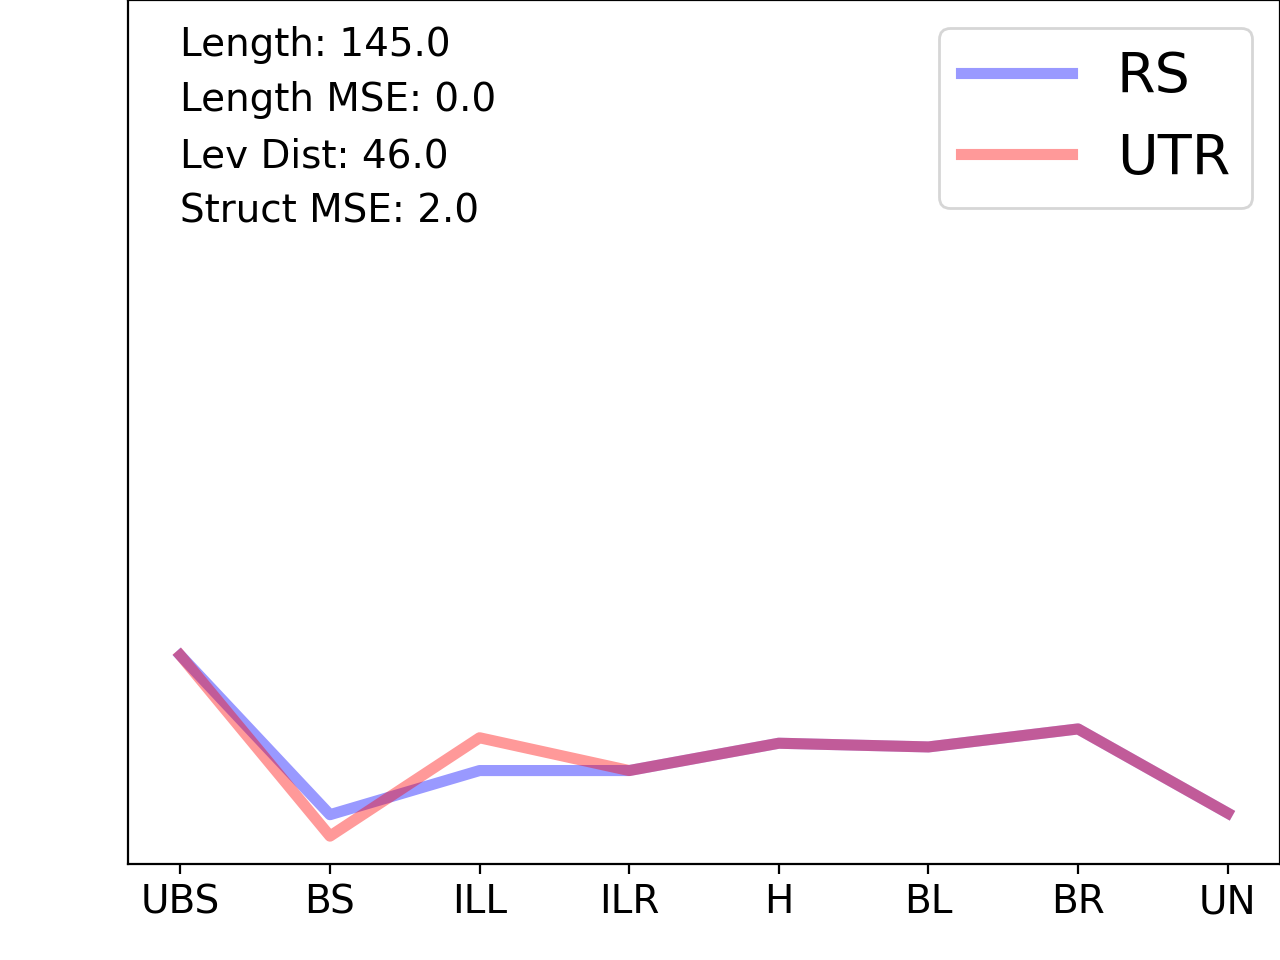 Length: 145.0
Length MSE: 0.0
Lev Dist: 46.0
Struct MSE: 2.0
RS
UTR
UBS BS ILL ILR H BL BR UN